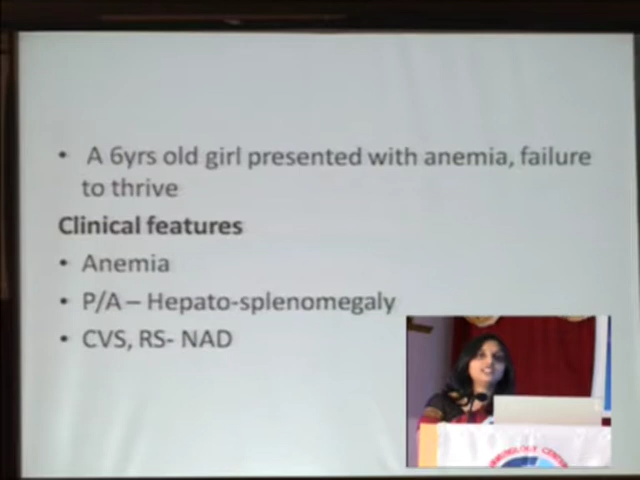 • A 6yrs old girl presented with anemia, failure
to thrive
Clinical features
• Anemia
• P/A – Hepato-splenomegaly
• CVS, RS- NAD